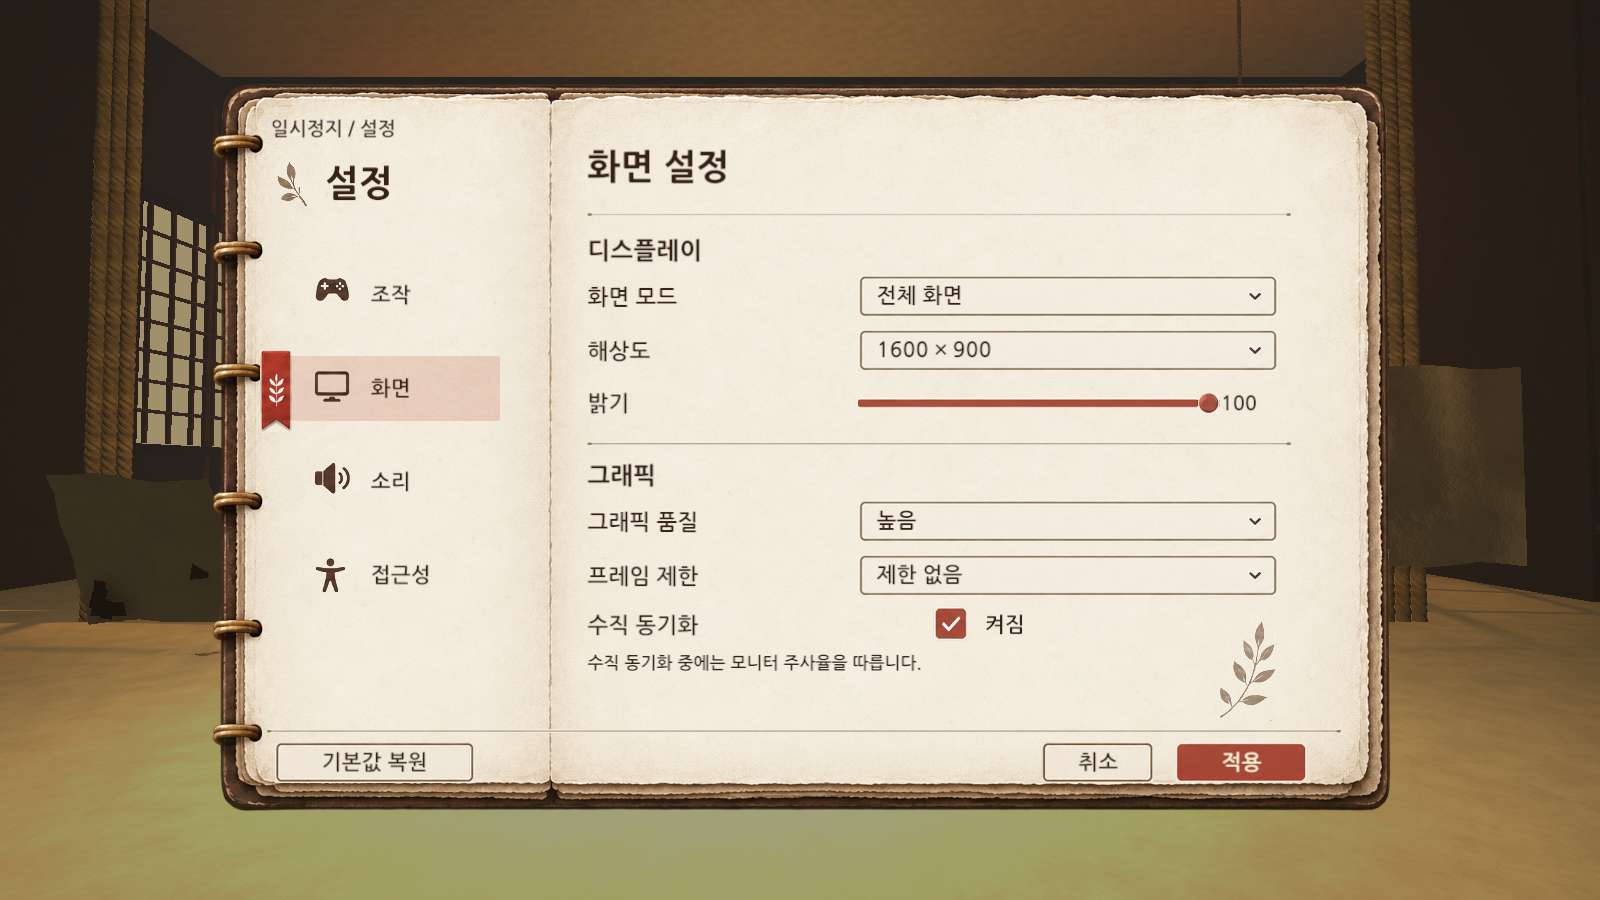 일시정지 / 설정
설정
조작
화면
소리
접근성
기본값 복원
화면 설정
디스플레이
화면 모드 전체 화면
해상도 1600 × 900
밝기 100
그래픽
그래픽 품질 높음
프레임 제한 제한 없음
수직 동기화 켜짐
수직 동기화 중에는 모니터 주사율을 따릅니다.
취소 적용